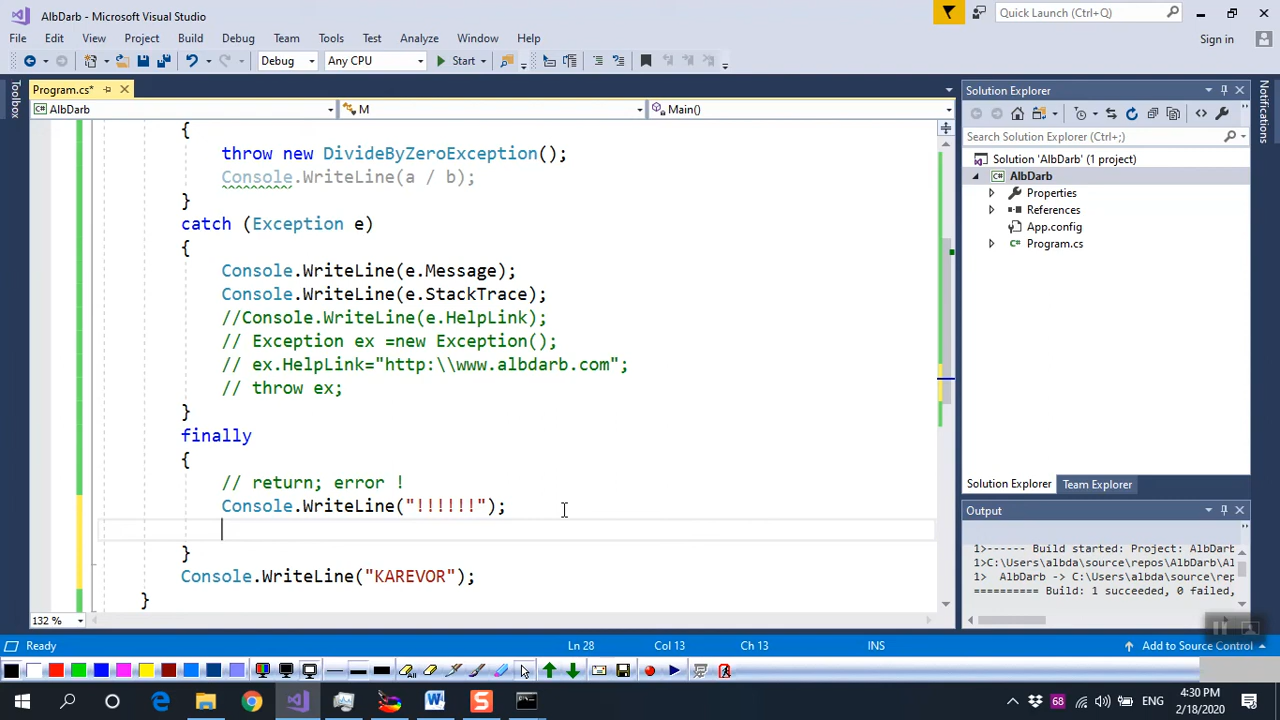 AlbDarb - Microsoft Visual Studio
Quick Launch (Ctrl+Q)
File Edit View Project Build Debug Team Tools Test Analyze Window Help
Sign in
Debug Any CPU Start
Toolbox
Program.cs*
AlbDarb M Main()
{
throw new DivideByZeroException();
Console.WriteLine(a / b);
}
catch (Exception e)
{
Console.WriteLine(e.Message);
Console.WriteLine(e.StackTrace);
//Console.WriteLine(e.HelpLink);
// Exception ex =new Exception();
// ex.HelpLink="http:\\www.albdarb.com";
// throw ex;
}
finally
{
// return; error !
Console.WriteLine("!!!!!!");
}
Console.WriteLine("KAREVOR");
}
132 %
Solution Explorer
Search Solution Explorer (Ctrl+;)
Solution 'AlbDarb' (1 project)
AlbDarb
Properties
References
App.config
Program.cs
Solution Explorer Team Explorer
Output
1>------ Build started: Project: AlbDarb
1>C:\Users\albda\source\repos\AlbDarb\Al
1> AlbDarb -> C:\Users\albda\source\rep
========== Build: 1 succeeded, 0 failed,
Notifications
Ready Ln 28 Col 13 Ch 13 INS Add to Source Control
68 ENG 4:30 PM
2/18/2020